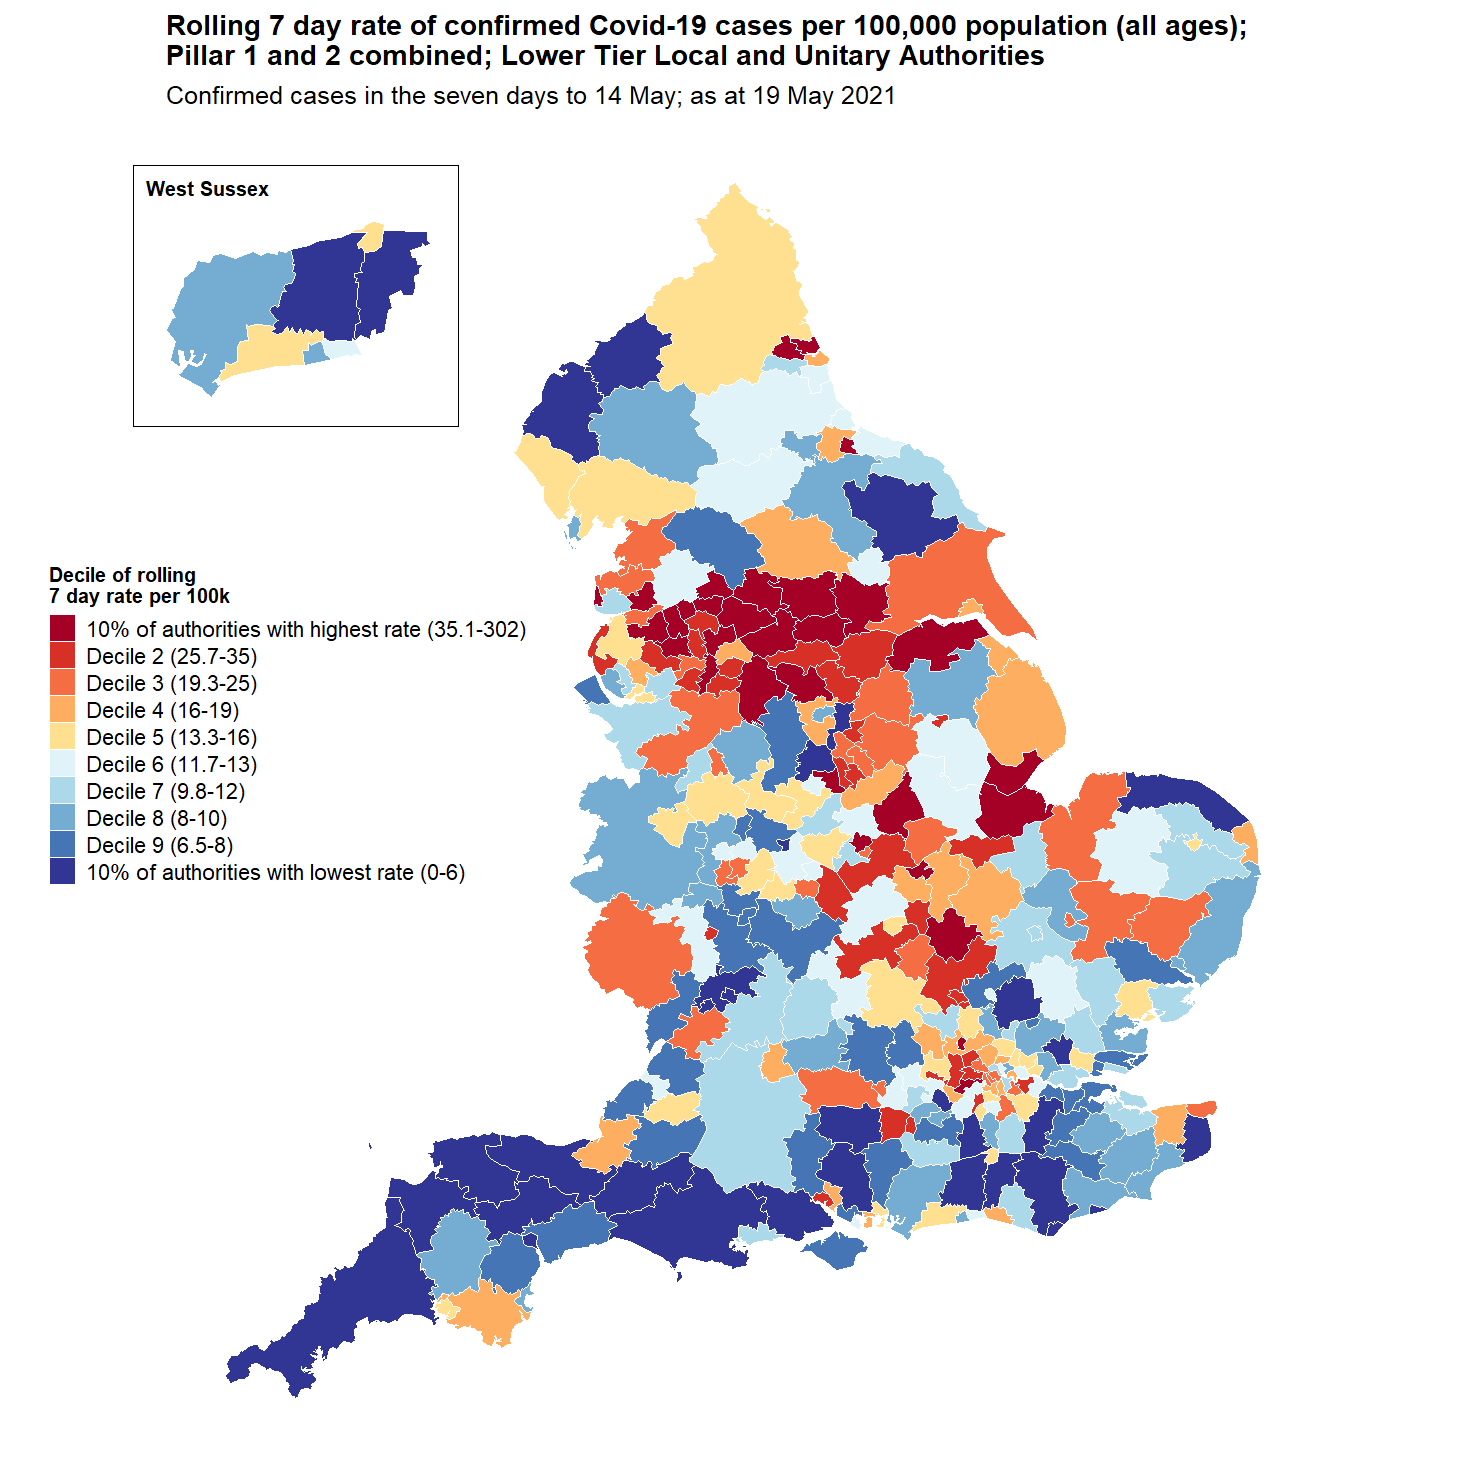 Rolling 7 day rate of confirmed Covid-19 cases per 100,000 population (all ages);
Pillar 1 and 2 combined; Lower Tier Local and Unitary Authorities
Confirmed cases in the seven days to 14 May; as at 19 May 2021
West Sussex
Decile of rolling
7 day rate per 100k
10% of authorities with highest rate (35.1-302)
Decile 2 (25.7-35)
Decile 3 (19.3-25)
Decile 4 (16-19)
Decile 5 (13.3-16)
Decile 6 (11.7-13)
Decile 7 (9.8-12)
Decile 8 (8-10)
Decile 9 (6.5-8)
10% of authorities with lowest rate (0-6)